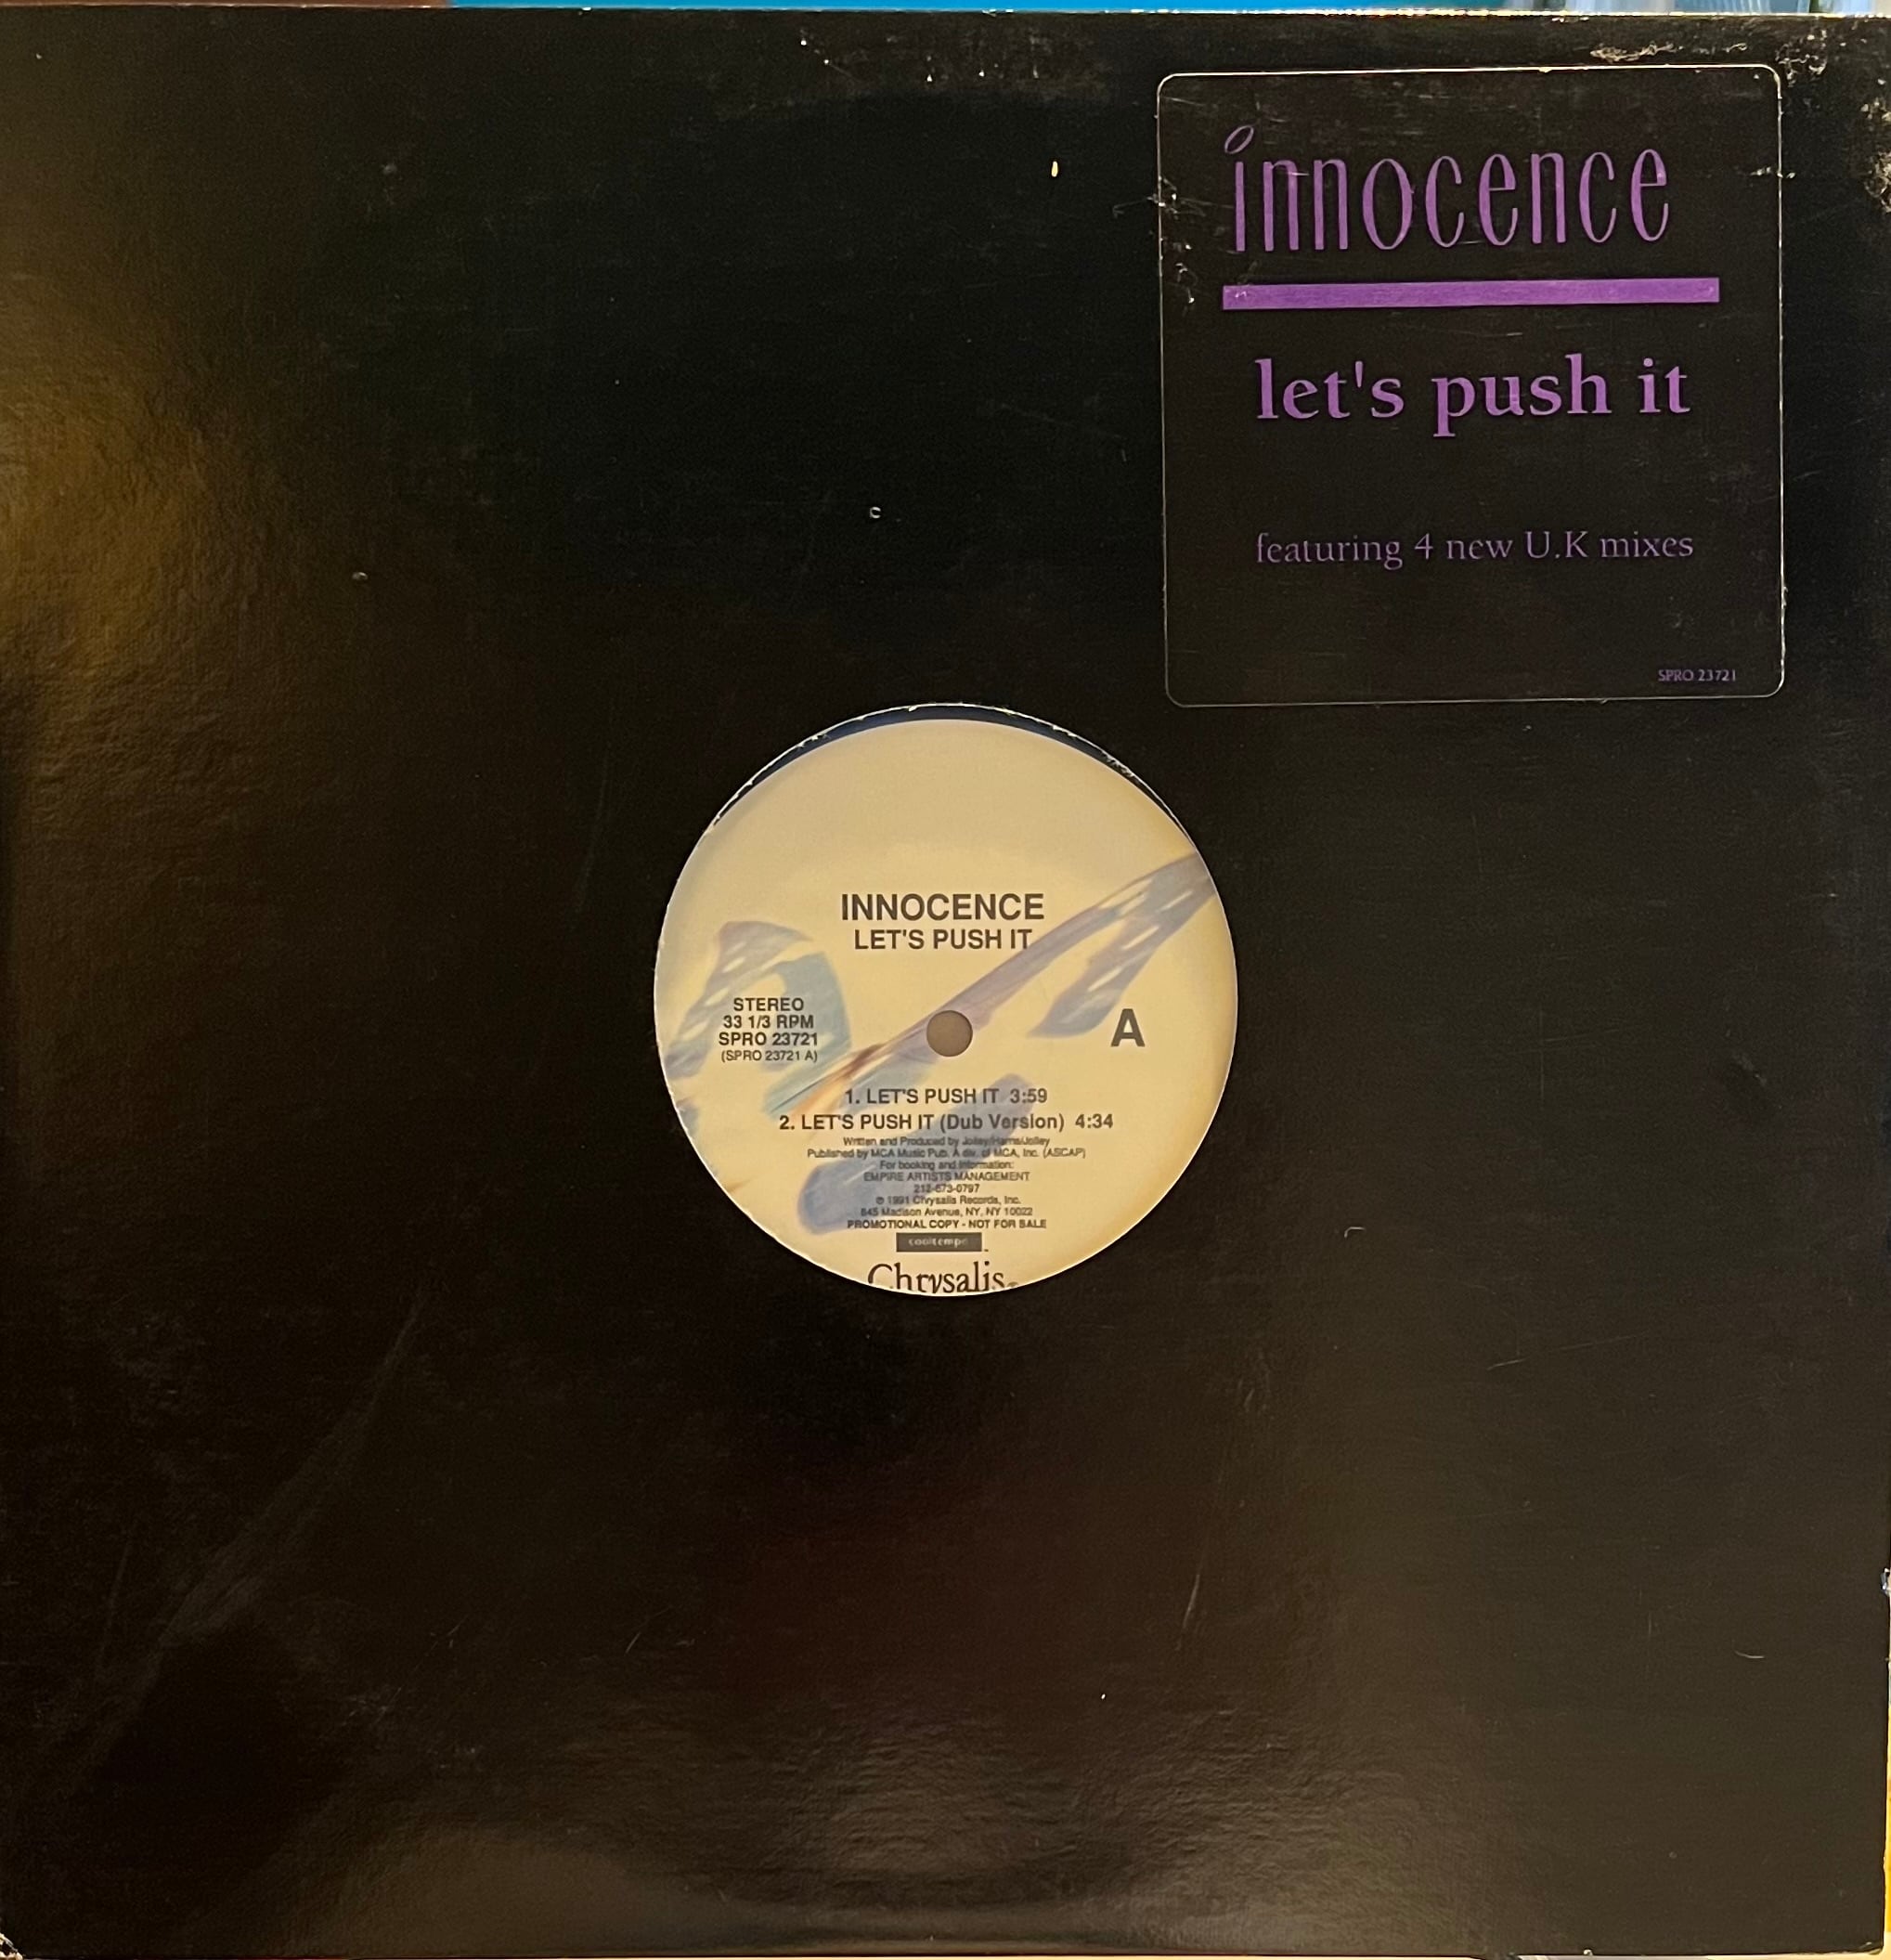 innocence
let's push it
featuring 4 new U.K mixes
SPRO 23721
INNOCENCE
LET'S PUSH IT
STEREO
33 1/3 RPM
SPRO 23721
(SPRO 23721 A)
A
1. LET'S PUSH IT 3:59
2. LET'S PUSH IT (Dub Version) 4:34
Written and Produced by Jolley/Harris/Jolley
Published by MCA Music Pub. A div. of MCA, Inc. (ASCAP)
For booking and Information:
EMPIRE ARTISTS MANAGEMENT
212-673-0797
℗ 1991 Chrysalis Records, Inc.
645 Madison Avenue, NY, NY 10022
PROMOTIONAL COPY - NOT FOR SALE
cooltempo
Chrysalis